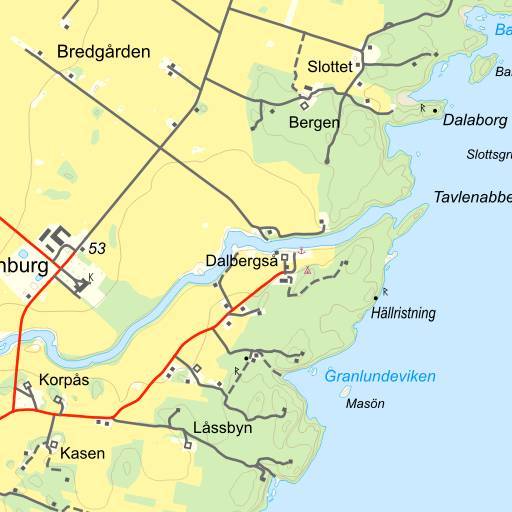 Bredgården
Slottet
Bergen
Dalaborg
Slottsgr
Tavlenabbe
53
nburg
K
Dalbergså
R
R
Hällristning
Granlundeviken
Masön
Korpås
R
Låssbyn
Kasen
Ba
Ba